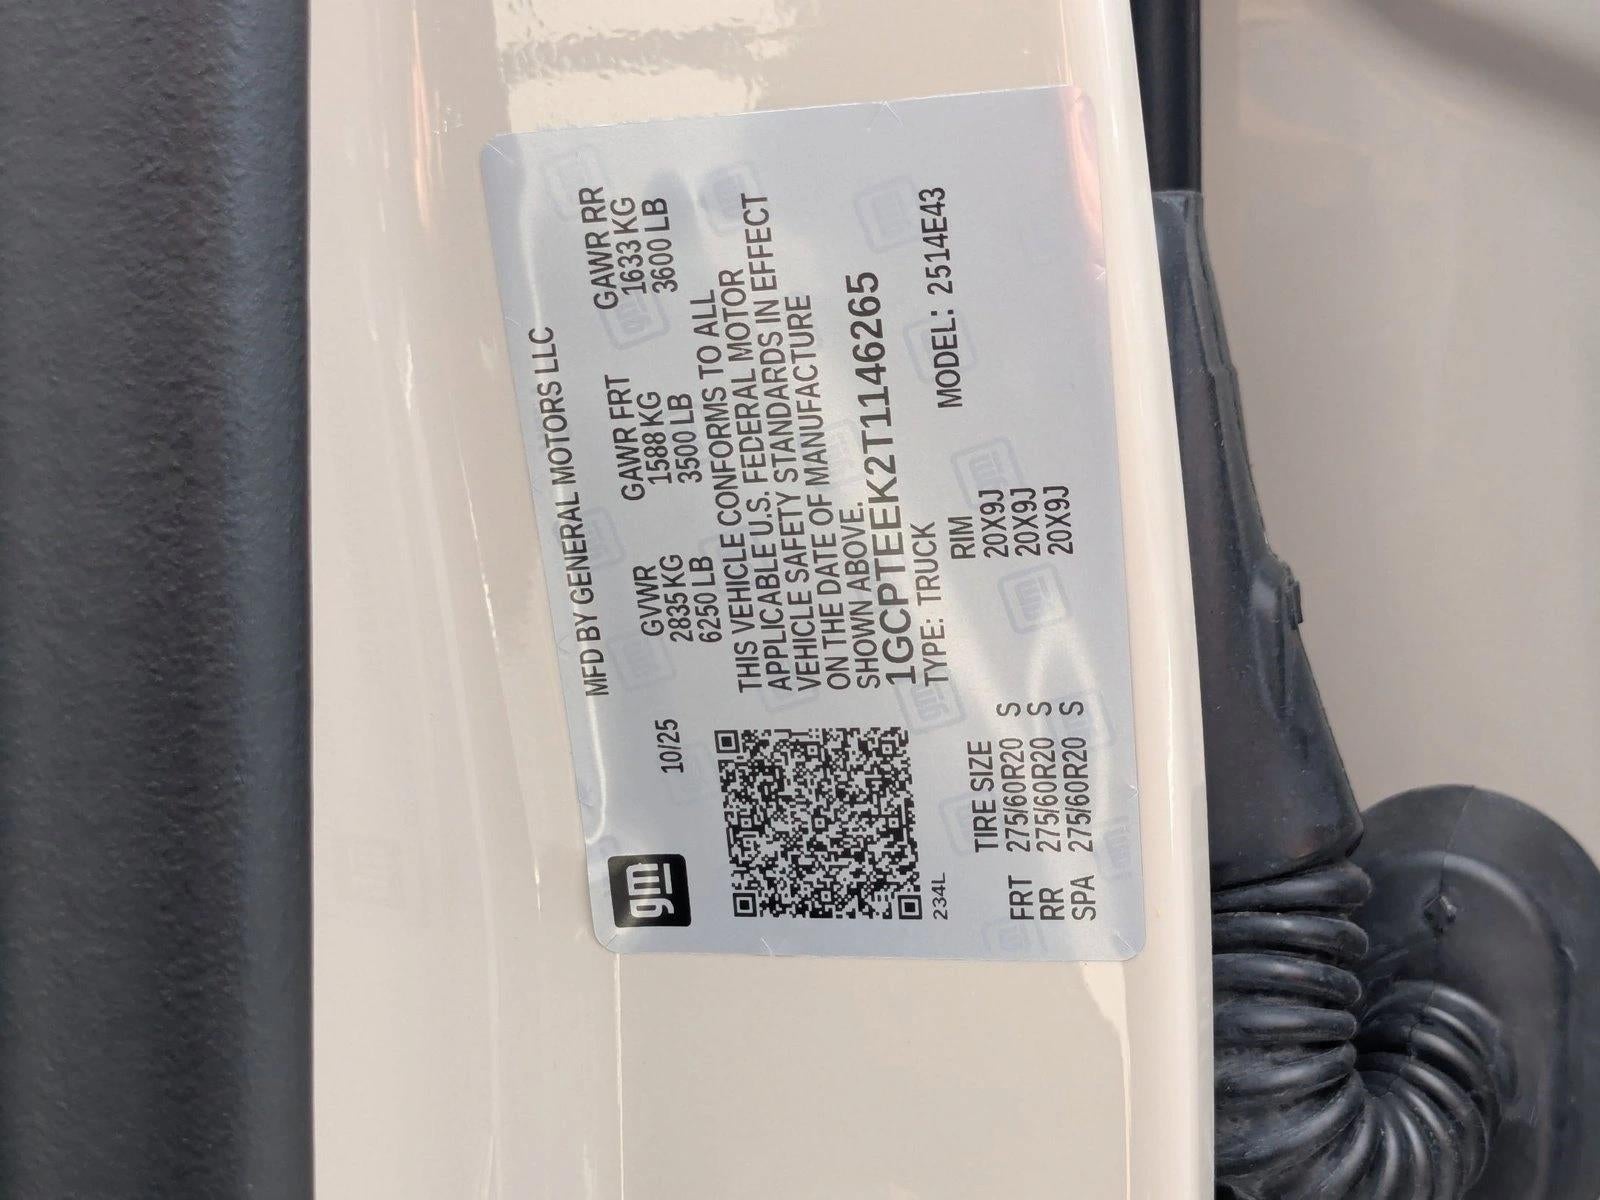 gm
MFD BY GENERAL MOTORS LLC
10/25
GVWR GAWR FRT GAWR RR
2835 KG 1588 KG 1633 KG
6250 LB 3500 LB 3600 LB
THIS VEHICLE CONFORMS TO ALL
APPLICABLE U.S. FEDERAL MOTOR
VEHICLE SAFETY STANDARDS IN EFFECT
ON THE DATE OF MANUFACTURE
SHOWN ABOVE.
1GCPTEEK2T1146265
TYPE: TRUCK MODEL: 2514E43
234L
TIRE SIZE RIM
FRT 275/60R20 S 20X9J
RR 275/60R20 S 20X9J
SPA 275/60R20 S 20X9J